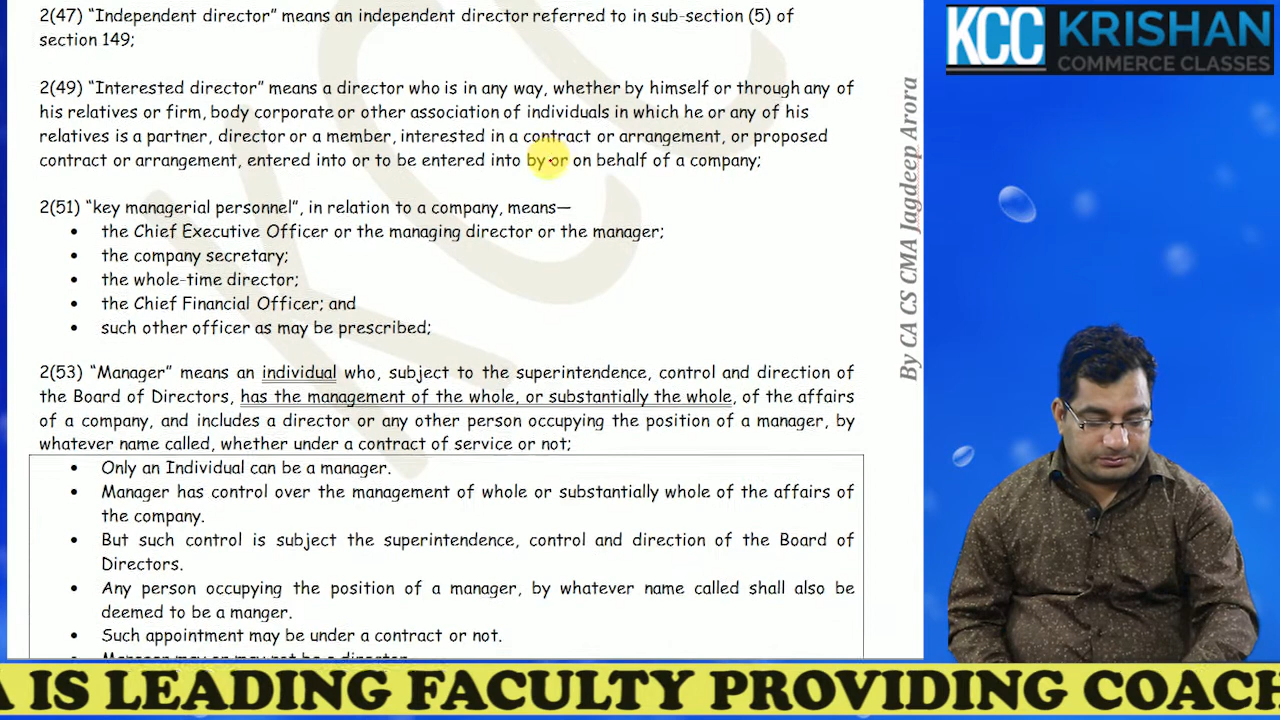 2(47) “Independent director” means an independent director referred to in sub-section (5) of
section 149;
2(49) “Interested director” means a director who is in any way, whether by himself or through any of
his relatives or firm, body corporate or other association of individuals in which he or any of his
relatives is a partner, director or a member, interested in a contract or arrangement, or proposed
contract or arrangement, entered into or to be entered into by or on behalf of a company;
2(51) “key managerial personnel”, in relation to a company, means—
• the Chief Executive Officer or the managing director or the manager;
• the company secretary;
• the whole-time director;
• the Chief Financial Officer; and
• such other officer as may be prescribed;
2(53) “Manager” means an individual who, subject to the superintendence, control and direction of
the Board of Directors, has the management of the whole, or substantially the whole, of the affairs
of a company, and includes a director or any other person occupying the position of a manager, by
whatever name called, whether under a contract of service or not;
• Only an Individual can be a manager.
• Manager has control over the management of whole or substantially whole of the affairs of
the company.
• But such control is subject the superintendence, control and direction of the Board of
Directors.
• Any person occupying the position of a manager, by whatever name called shall also be
deemed to be a manger.
• Such appointment may be under a contract or not.
• Manager may or may not be a director
By CA CS CMA Jagdeep Arora
KCC KRISHAN
COMMERCE CLASSES
A IS LEADING FACULTY PROVIDING COACH